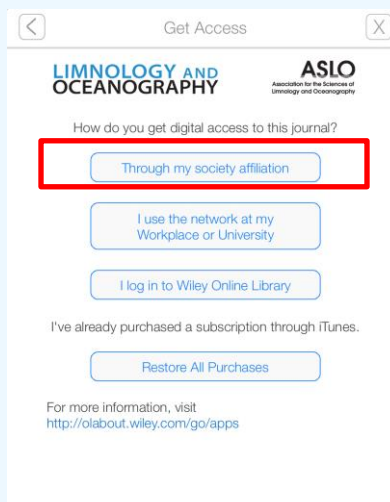 Get Access
X
LIMNOLOGY AND
OCEANOGRAPHY
ASLO
Association for the Sciences of
Limnology and Oceanography
How do you get digital access to this journal?
Through my society affiliation
I use the network at my
Workplace or University
I log in to Wiley Online Library
I've already purchased a subscription through iTunes.
Restore All Purchases
For more information, visit
http://olabout.wiley.com/go/apps